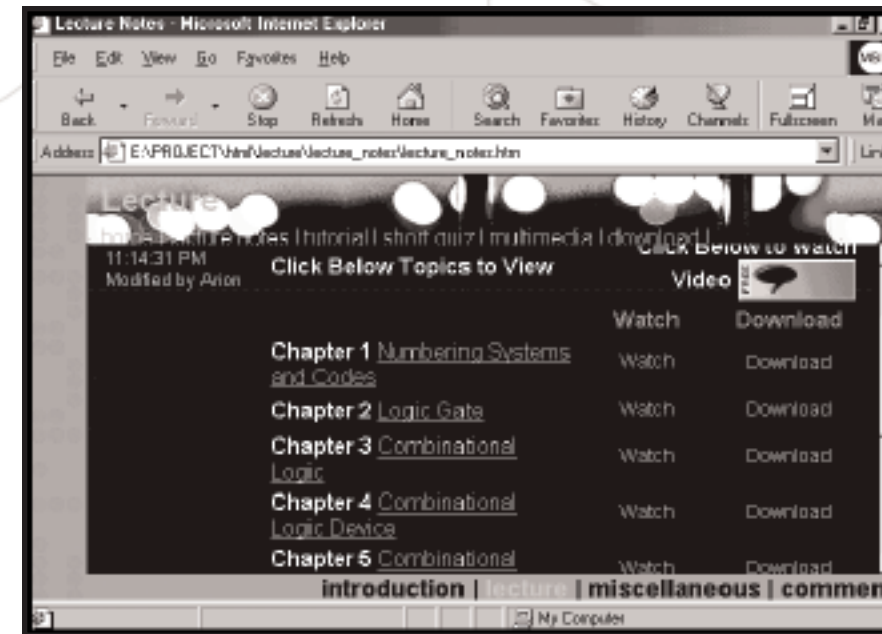 Lecture Notes - Microsoft Internet Explorer
File Edit View Go Favorites Help
Back Forward Stop Refresh Home Search Favorites History Channels Fullscreen
Address E:\PROJECT\html\lecture\lecture_notes\lecture_notes.htm
Lecture
home | lecture notes | tutorial | short quiz | multimedia | download |
11:14:31 PM
Modified by Arion
Click Below Topics to View
Click Below to watch
Video FREE
Watch Download
Chapter 1 Numbering Systems
and Codes
Watch Download
Chapter 2 Logic Gate Watch Download
Chapter 3 Combinational
Logic
Watch Download
Chapter 4 Combinational
Logic Device
Watch Download
Chapter 5 Combinational
Watch Download
introduction | lecture | miscellaneous | commen
My Computer